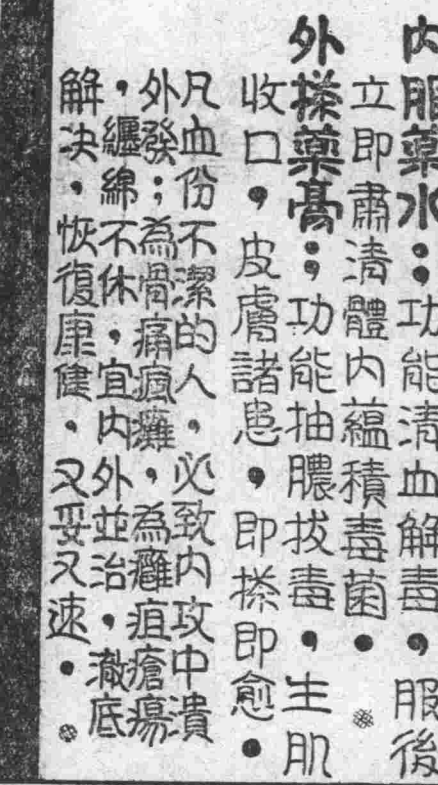 內服藥水：功能清血解毒，服後
立即肅清體內蘊積毒菌。
外搽藥膏：功能抽膿拔毒，生肌
收口，皮膚諸患，即搽即愈。
凡血份不潔的人，必致內攻中潰
外發；為骨痛瘋癱，為癰疽瘡瘍
，纏綿不休，宜內外並治，澈底
解决，恢復康健，又妥又速。